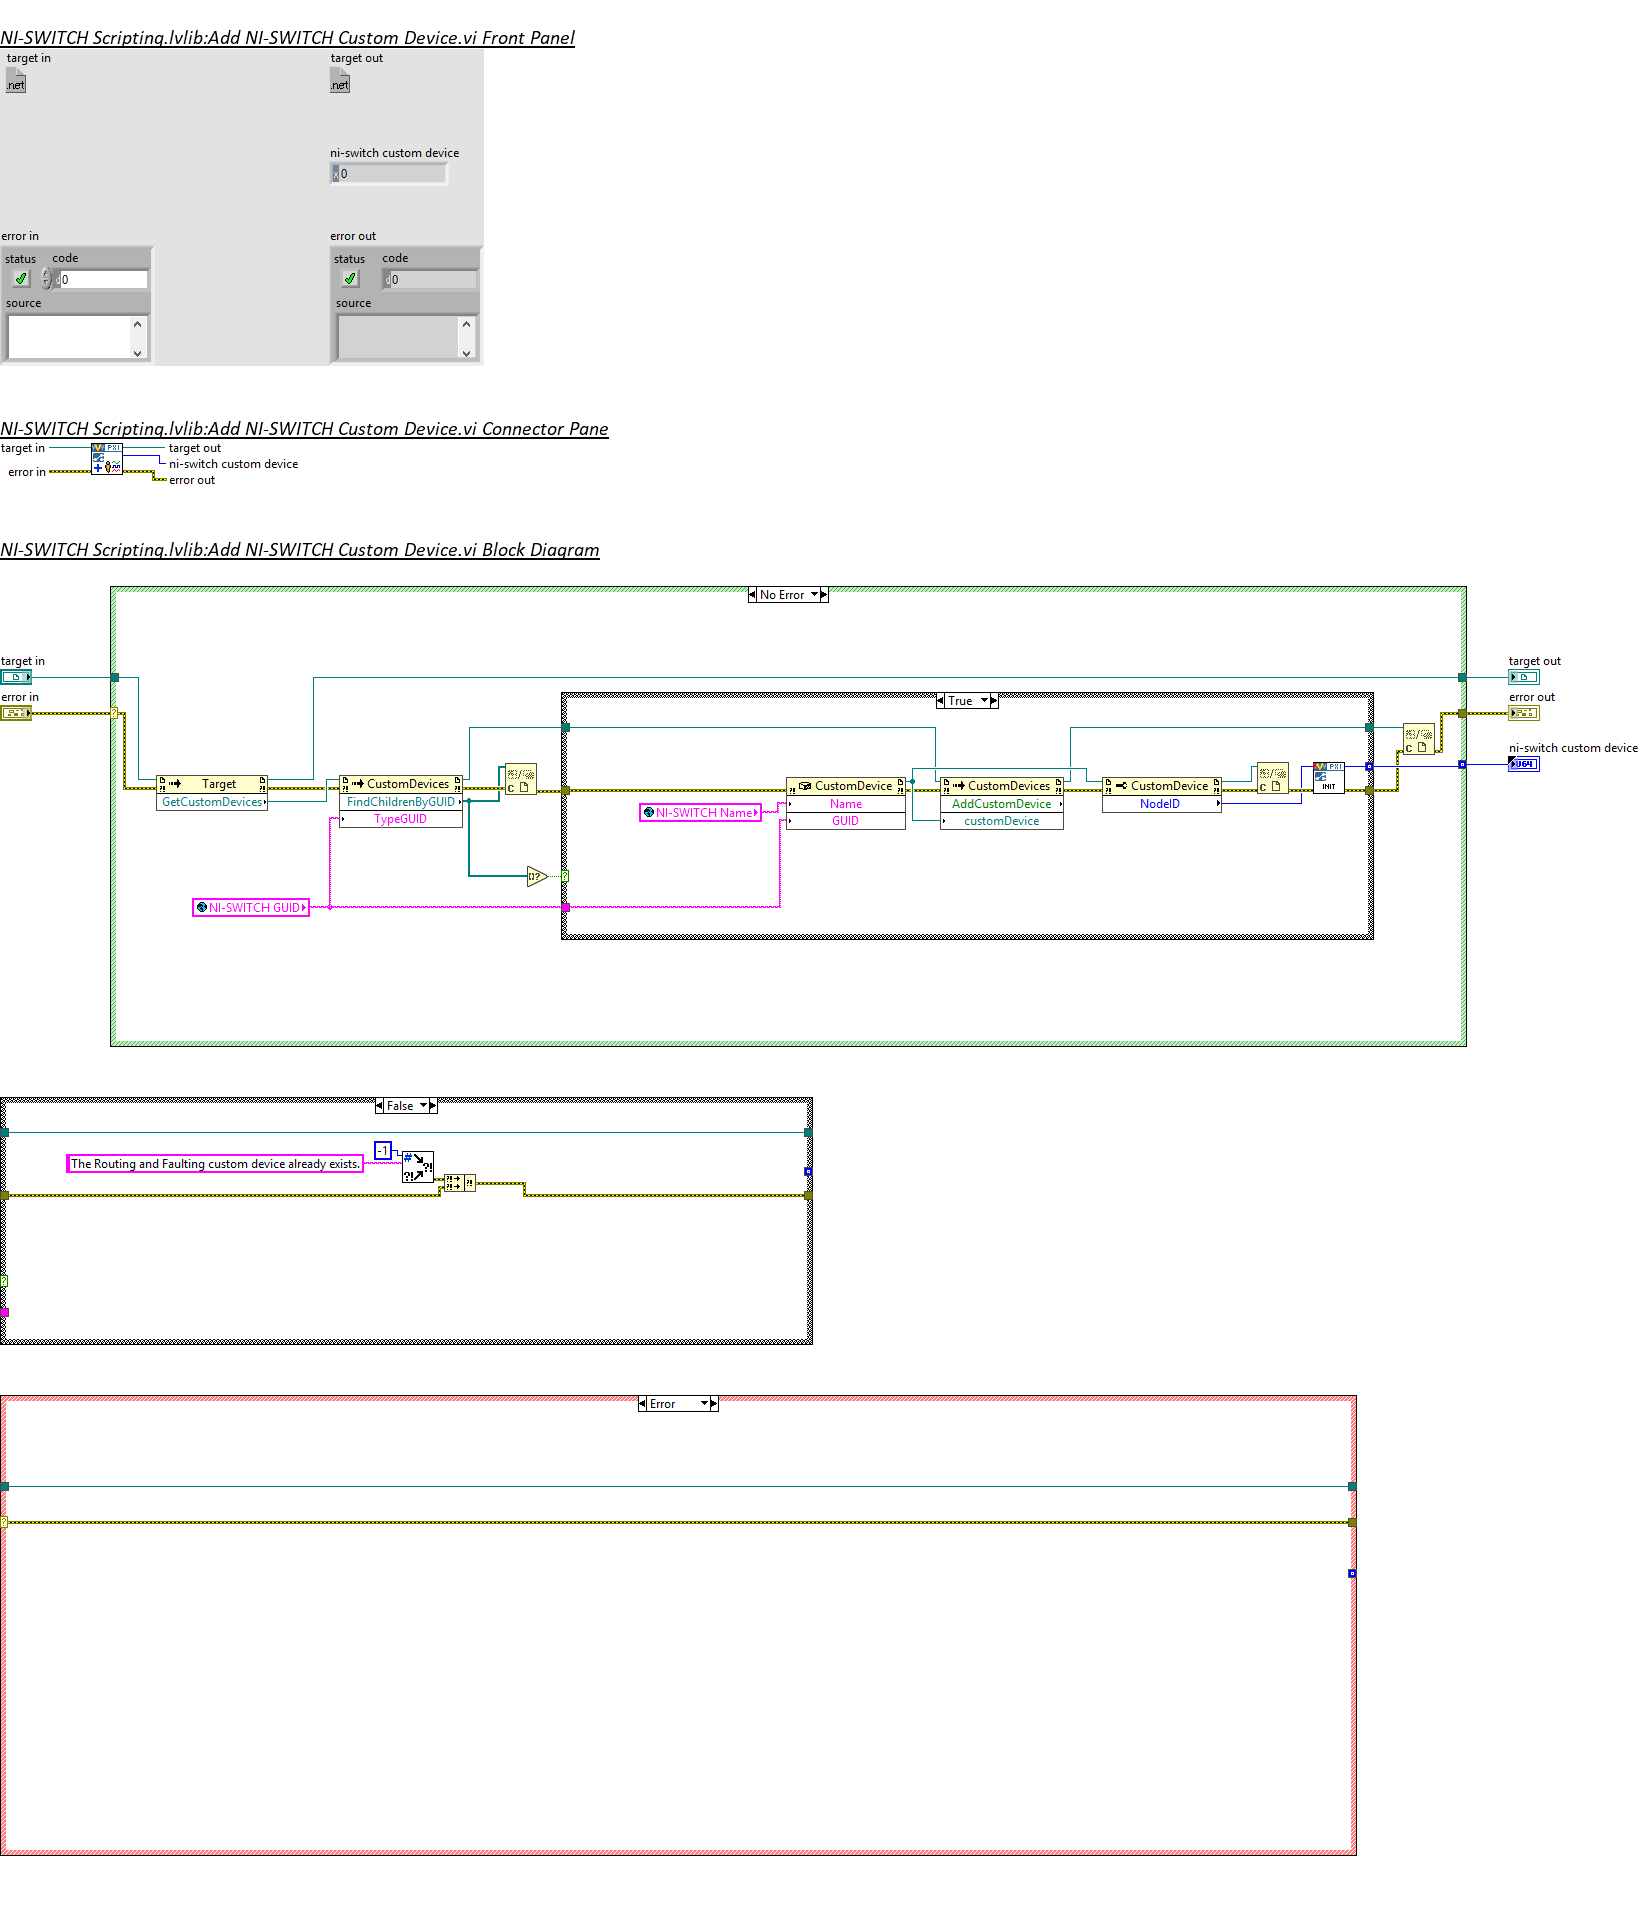 NI-SWITCH Scripting.lvlib:Add NI-SWITCH Custom Device.vi Front Panel
target in
target out
.net
.net
ni-switch custom device
x 0
error in
error out
status code
status code
d 0
d 0
source
source
NI-SWITCH Scripting.lvlib:Add NI-SWITCH Custom Device.vi Connector Pane
target in
PXI
target out
ni-switch custom device
error in
error out
NI-SWITCH Scripting.lvlib:Add NI-SWITCH Custom Device.vi Block Diagram
No Error
target in
target out
error in
True
error out
?
C
ni-switch custom device
U64
Target
CustomDevices
C
CustomDevice
CustomDevices
CustomDevice
C
PXI
INIT
GetCustomDevices
FindChildrenByGUID
Name
AddCustomDevice
NodeID
TypeGUID
NI-SWITCH Name
GUID
customDevice
[]?
?
NI-SWITCH GUID
False
-1
The Routing and Faulting custom device already exists.
#
?!
?!
?!
?!
?!
?
Error
?